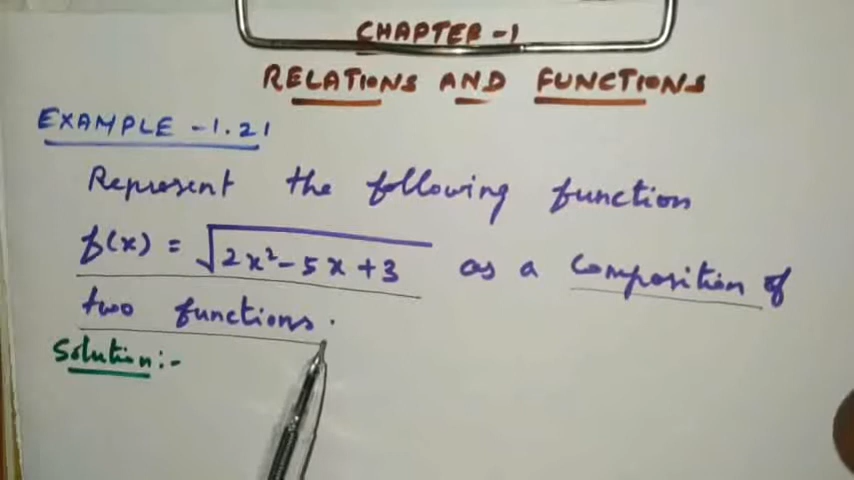 CHAPTER -1
RELATIONS AND FUNCTIONS
EXAMPLE -1.21
Represent the following function
f(x) = √2x²-5x+3 as a Composition of
two functions.
Solution:-